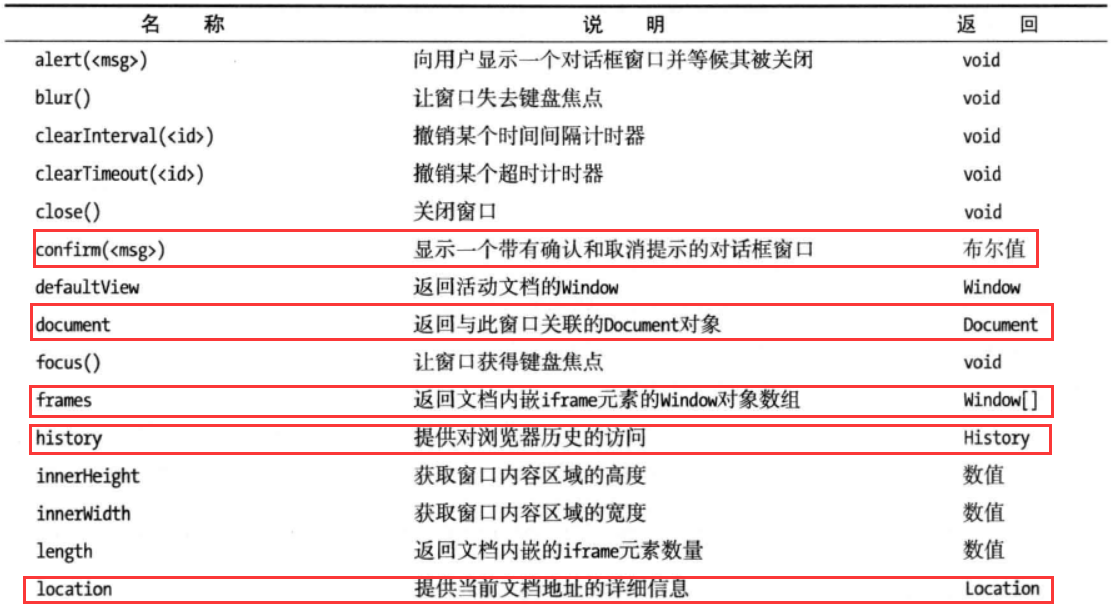 名 称 说 明 返 回
alert(<msg>) 向用户显示一个对话框窗口并等候其被关闭 void
blur() 让窗口失去键盘焦点 void
clearInterval(<id>) 撤销某个时间间隔计时器 void
clearTimeout(<id>) 撤销某个超时计时器 void
close() 关闭窗口 void
confirm(<msg>) 显示一个带有确认和取消提示的对话框窗口 布尔值
defaultView 返回活动文档的Window Window
document 返回与此窗口关联的Document对象 Document
focus() 让窗口获得键盘焦点 void
frames 返回文档内嵌iframe元素的Window对象数组 Window[]
history 提供对浏览器历史的访问 History
innerHeight 获取窗口内容区域的高度 数值
innerWidth 获取窗口内容区域的宽度 数值
length 返回文档内嵌的iframe元素数量 数值
location 提供当前文档地址的详细信息 Location